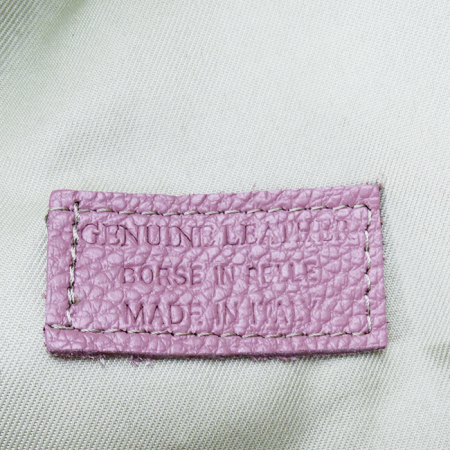 GENUINE LEATHER
BORSE IN PELLE
MADE IN ITALY